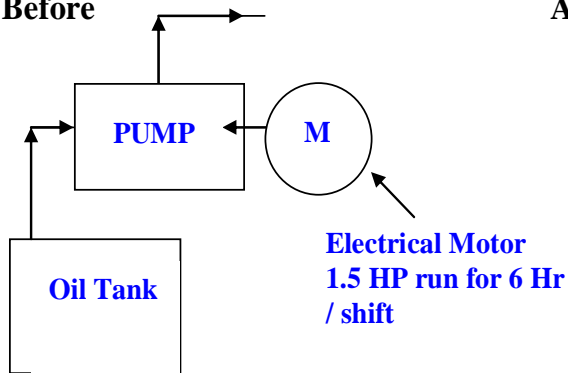 Before
A
PUMP
M
Electrical Motor
1.5 HP run for 6 Hr
/ shift
Oil Tank